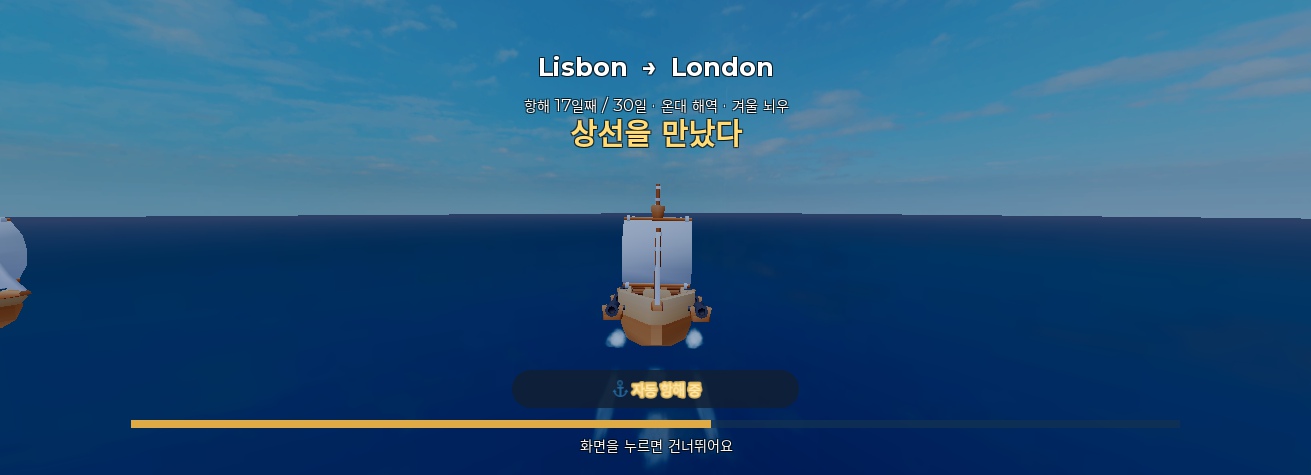 Lisbon → London
항해 17일째 / 30일 · 온대 해역 · 겨울 뇌우
상선을 만났다
⚓ 자동 항해 중
화면을 누르면 건너뛰어요